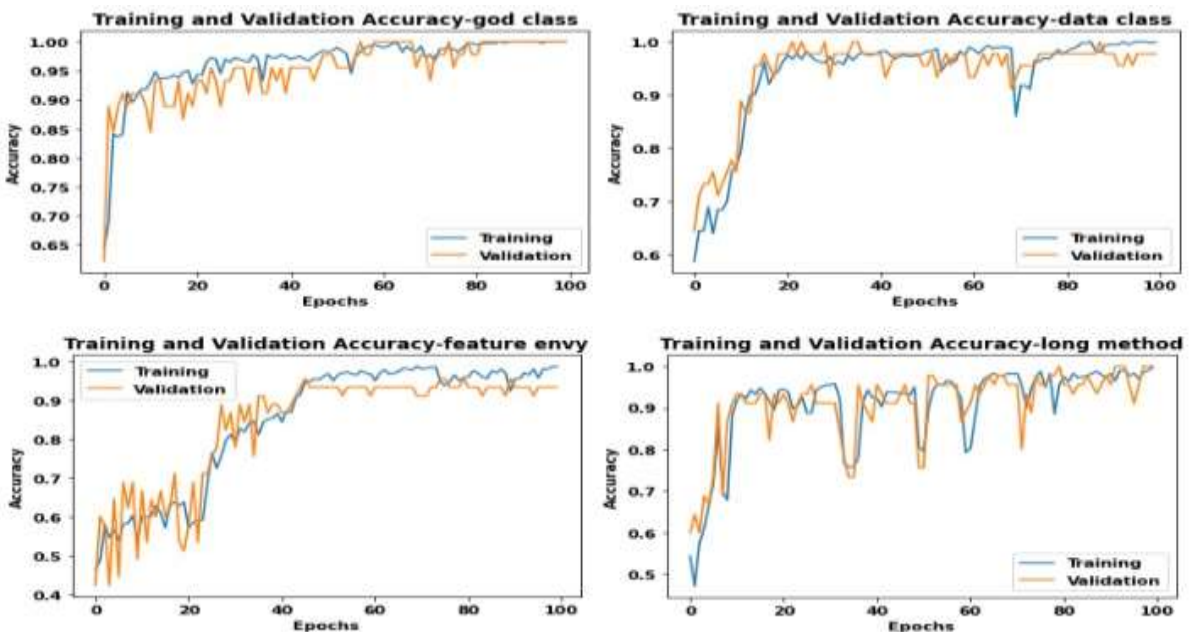 Training and Validation Accuracy-god class
1.00
0.95
0.90
0.85
0.80
0.75
0.70
0.65
Accuracy
Training
Validation
0 20 40 60 80 100
Epochs
Training and Validation Accuracy-data class
1.0
0.9
0.8
0.7
0.6
Accuracy
Training
Validation
0 20 40 60 80 100
Epochs
Training and Validation Accuracy-feature envy
1.0
0.9
0.8
0.7
0.6
0.5
0.4
Accuracy
Training
Validation
0 20 40 60 80 100
Epochs
Training and Validation Accuracy-long method
1.0
0.9
0.8
0.7
0.6
0.5
Accuracy
Training
Validation
0 20 40 60 80 100
Epochs